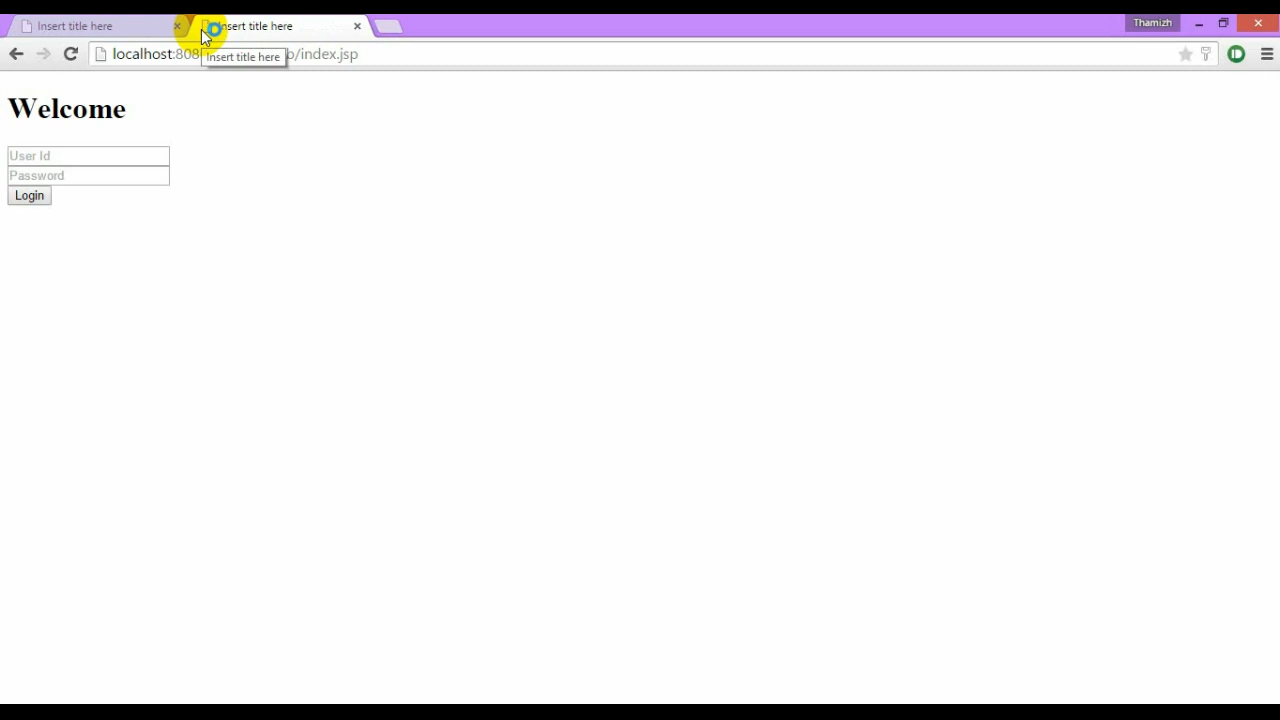 Insert title here
Insert title here
Thamizh
localhost:808
/index.jsp
Insert title here
Welcome
User Id
Password
Login